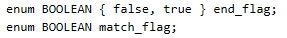 enum BOOLEAN { false, true } end_flag;
enum BOOLEAN match_flag;